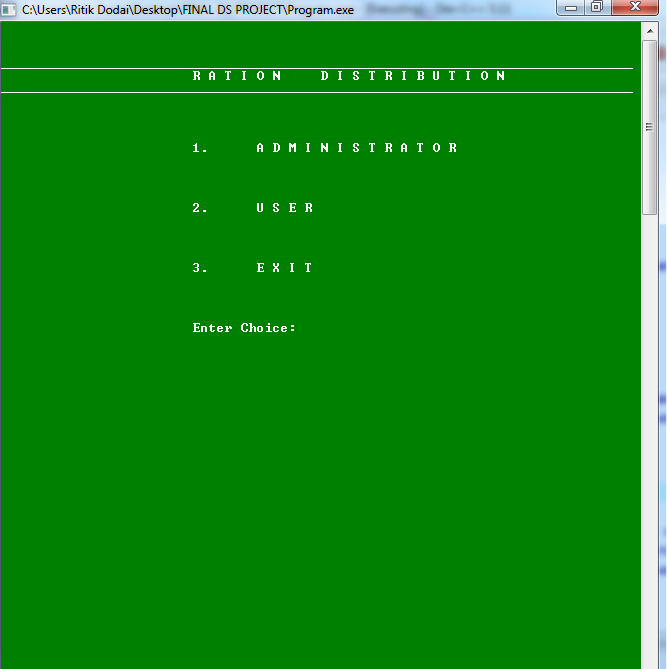 C:\Users\Ritik Dodai\Desktop\FINAL DS PROJECT\Program.exe
R A T I O N   D I S T R I B U T I O N
1.   A D M I N I S T R A T O R
2.   U S E R
3.   E X I T
Enter Choice: